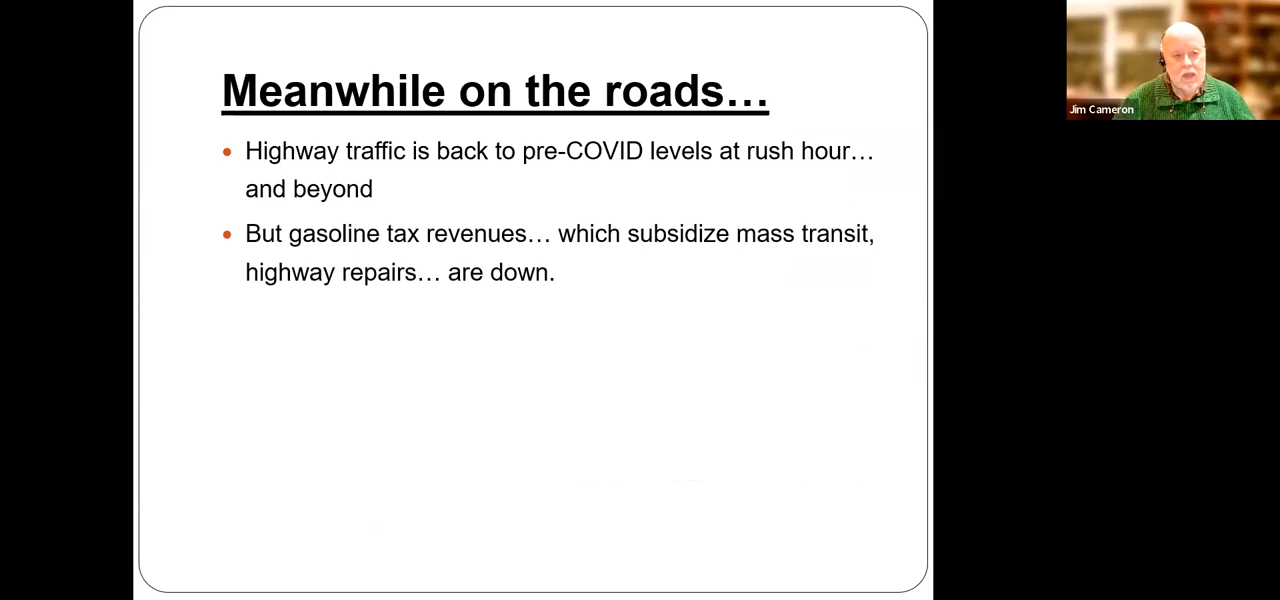 Meanwhile on the roads…
Highway traffic is back to pre-COVID levels at rush hour…
and beyond
But gasoline tax revenues… which subsidize mass transit,
highway repairs… are down.
Jim Cameron